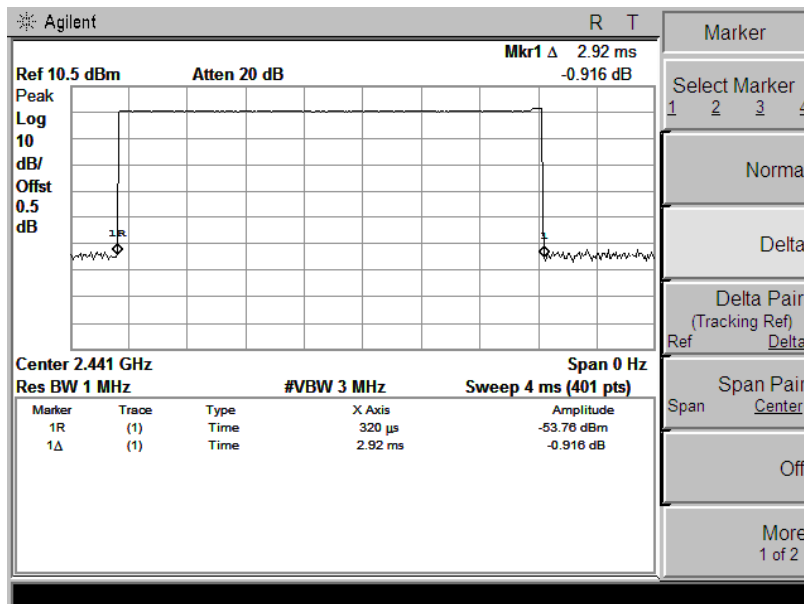 Agilent R T
Mkr1 Δ 2.92 ms
Ref 10.5 dBm Atten 20 dB -0.916 dB
Peak
Log
10
dB/
Offst
0.5
dB
1R
1
Center 2.441 GHz Span 0 Hz
Res BW 1 MHz #VBW 3 MHz Sweep 4 ms (401 pts)
Marker Trace Type X Axis Amplitude
1R (1) Time 320 µs -53.76 dBm
1Δ (1) Time 2.92 ms -0.916 dB
Marker
Select Marker
1 2 3 4
Norma
Delta
Delta Pair
(Tracking Ref)
Ref Delta
Span Pair
Span Center
Off
More
1 of 2